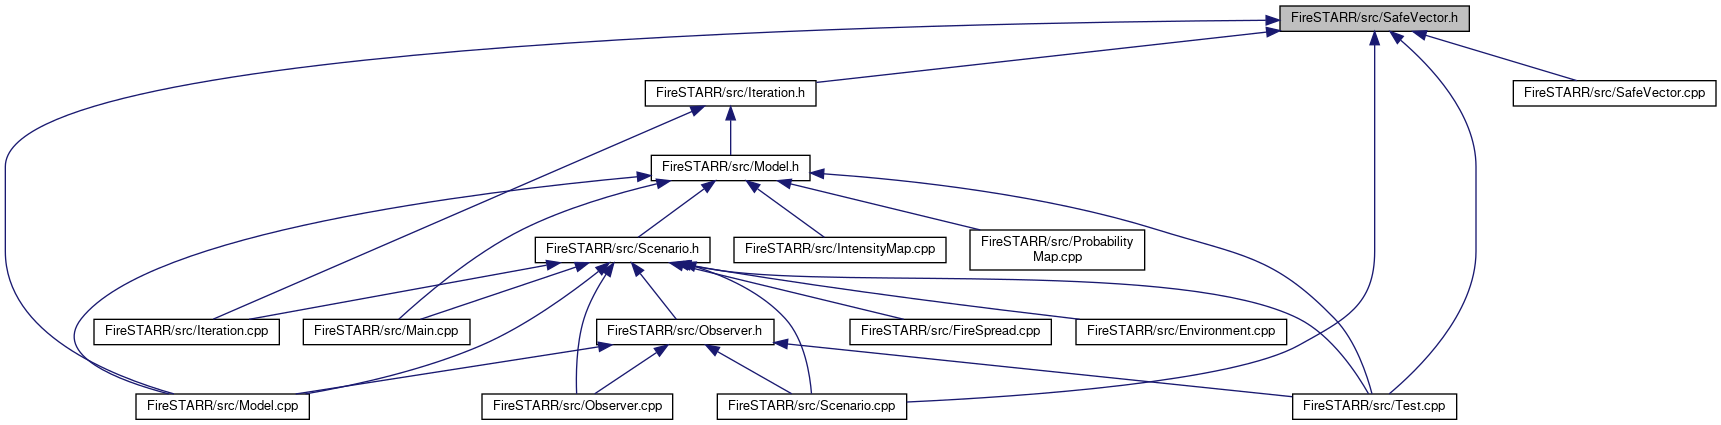 FireSTARR/src/SafeVector.h
FireSTARR/src/Iteration.h
FireSTARR/src/SafeVector.cpp
FireSTARR/src/Model.h
FireSTARR/src/Scenario.h
FireSTARR/src/IntensityMap.cpp
FireSTARR/src/Probability
Map.cpp
FireSTARR/src/Iteration.cpp
FireSTARR/src/Main.cpp
FireSTARR/src/Observer.h
FireSTARR/src/FireSpread.cpp
FireSTARR/src/Environment.cpp
FireSTARR/src/Model.cpp
FireSTARR/src/Observer.cpp
FireSTARR/src/Scenario.cpp
FireSTARR/src/Test.cpp